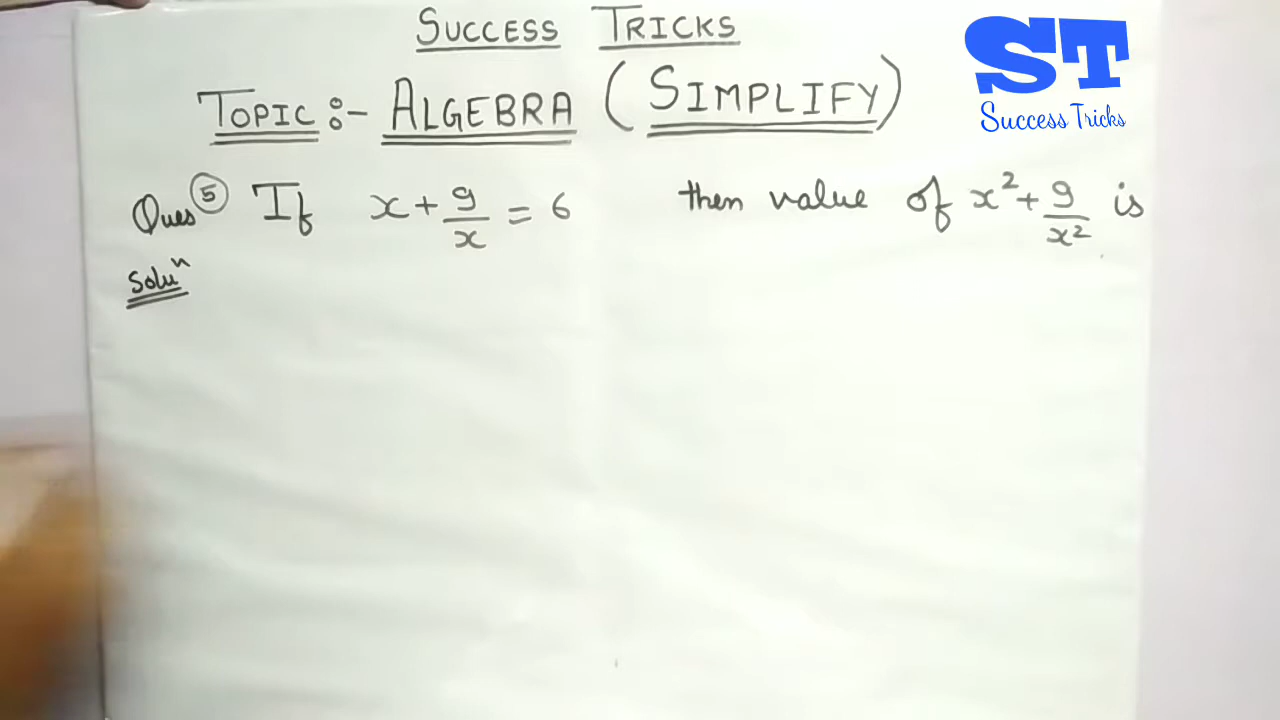 SUCCESS TRICKS
ST
Success Tricks
TOPIC :- ALGEBRA (SIMPLIFY)
Ques 5 If x + 9/x = 6 then value of x² + 9/x² is
Soluⁿ